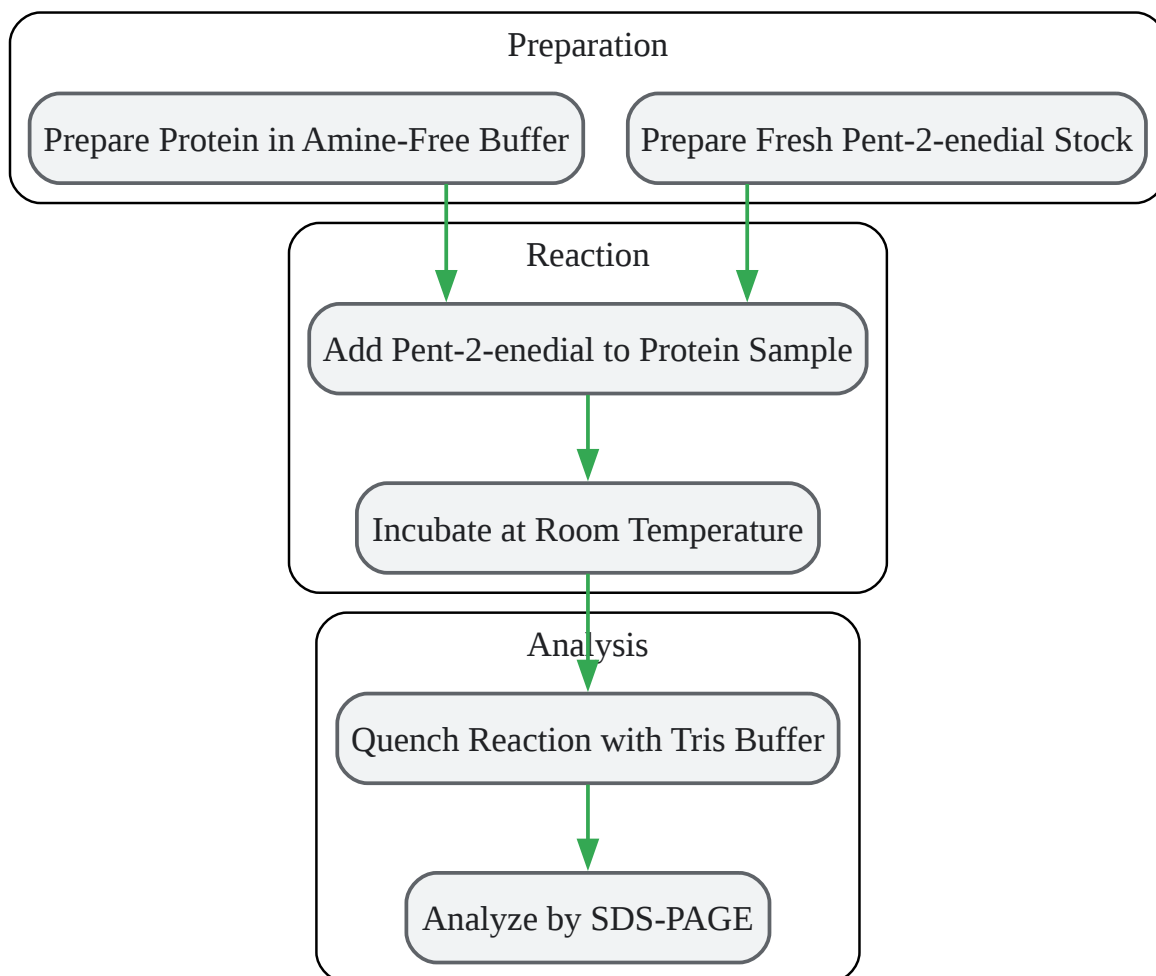 Preparation
Prepare Protein in Amine-Free Buffer
Prepare Fresh Pent-2-enedial Stock
Reaction
Add Pent-2-enedial to Protein Sample
Incubate at Room Temperature
Analysis
Quench Reaction with Tris Buffer
Analyze by SDS-PAGE